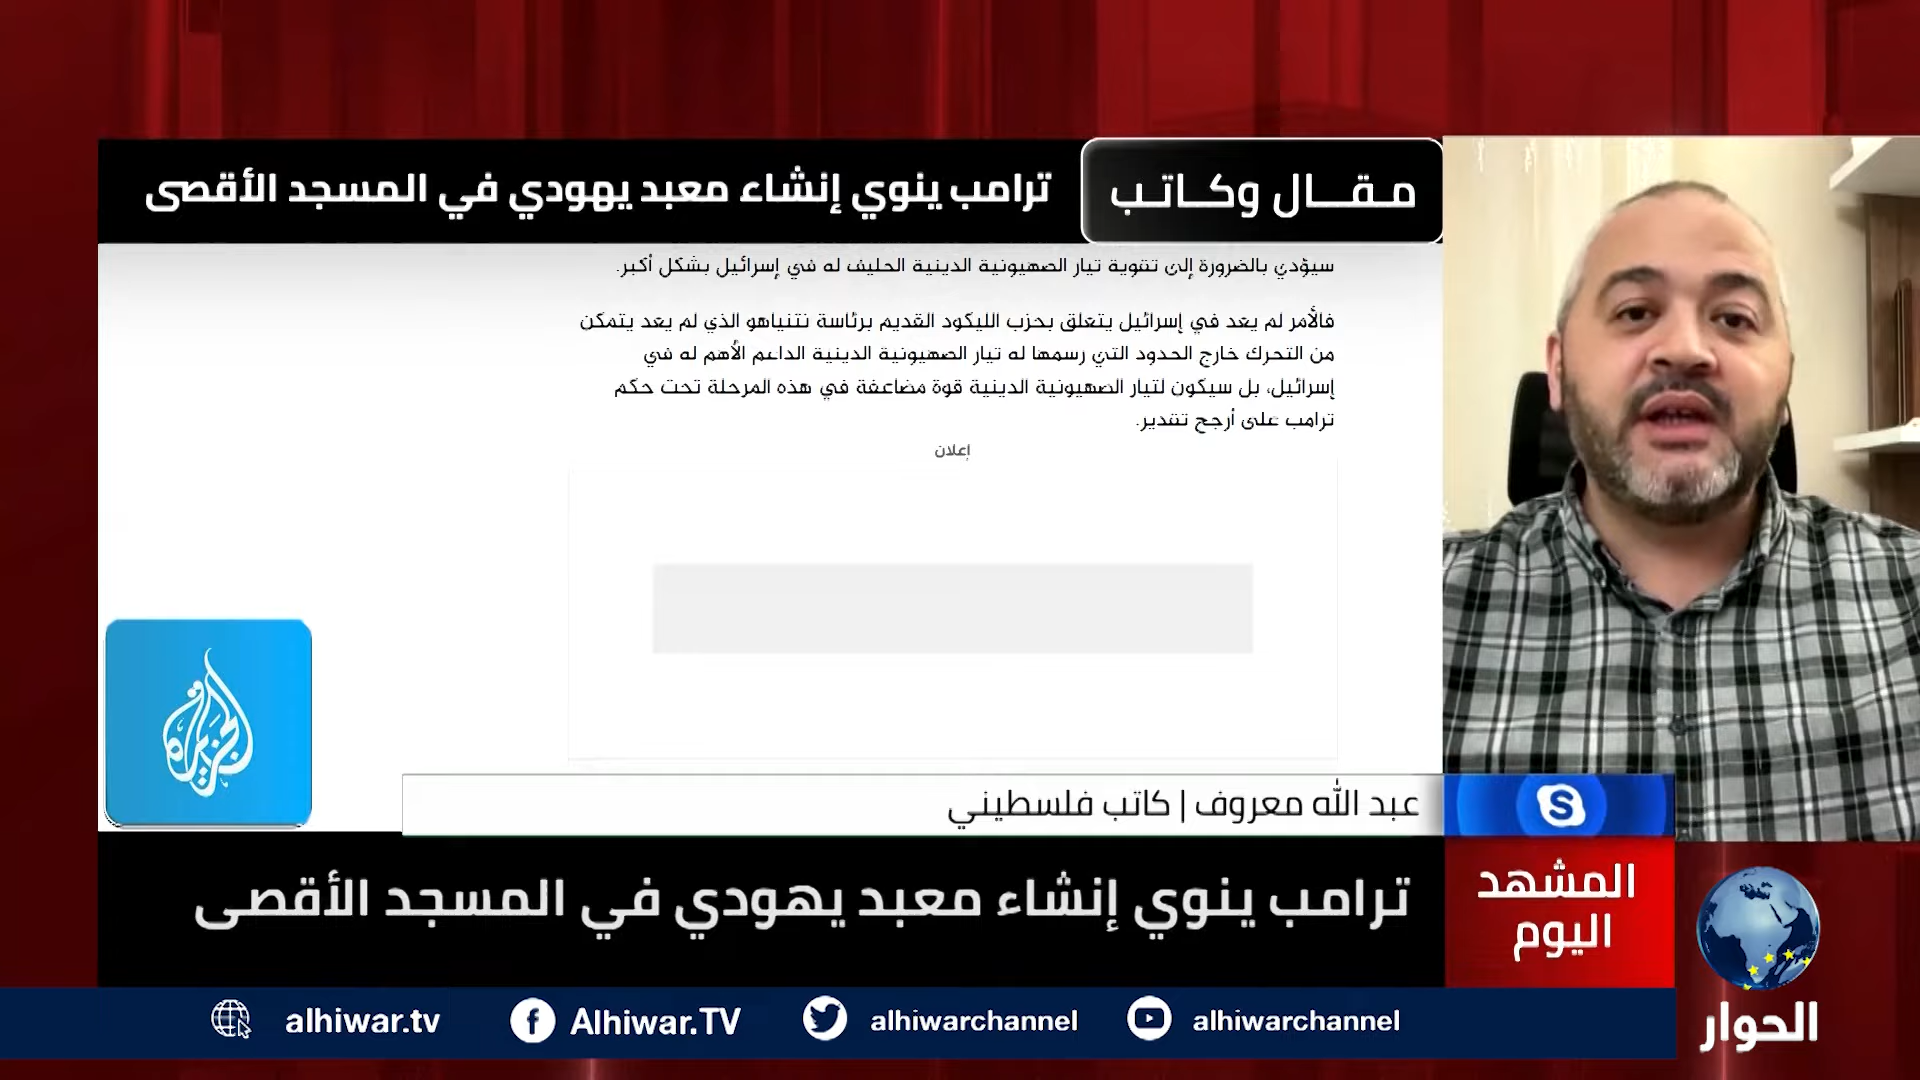 مقال وكاتب
ترامب ينوي إنشاء معبد يهودي في المسجد الأقصى
سيؤدي بالضرورة إلى تقوية تيار الصهيونية الدينية الحليف له في إسرائيل بشكل أكبر.
فالأمر لم يعد في إسرائيل يتعلق بحزب الليكود القديم برئاسة نتنياهو الذي لم يعد يتمكن
من التحرك خارج الحدود التي رسمها له تيار الصهيونية الدينية الداعم الأهم له في
إسرائيل، بل سيكون لتيار الصهيونية الدينية قوة مضاعفة في هذه المرحلة تحت حكم
ترامب على أرجح تقدير.
إعلان
الجزيرة
عبد الله معروف | كاتب فلسطيني
المشهد
اليوم
ترامب ينوي إنشاء معبد يهودي في المسجد الأقصى
alhiwar.tv
Alhiwar.TV
alhiwarchannel
alhiwarchannel
الحوار